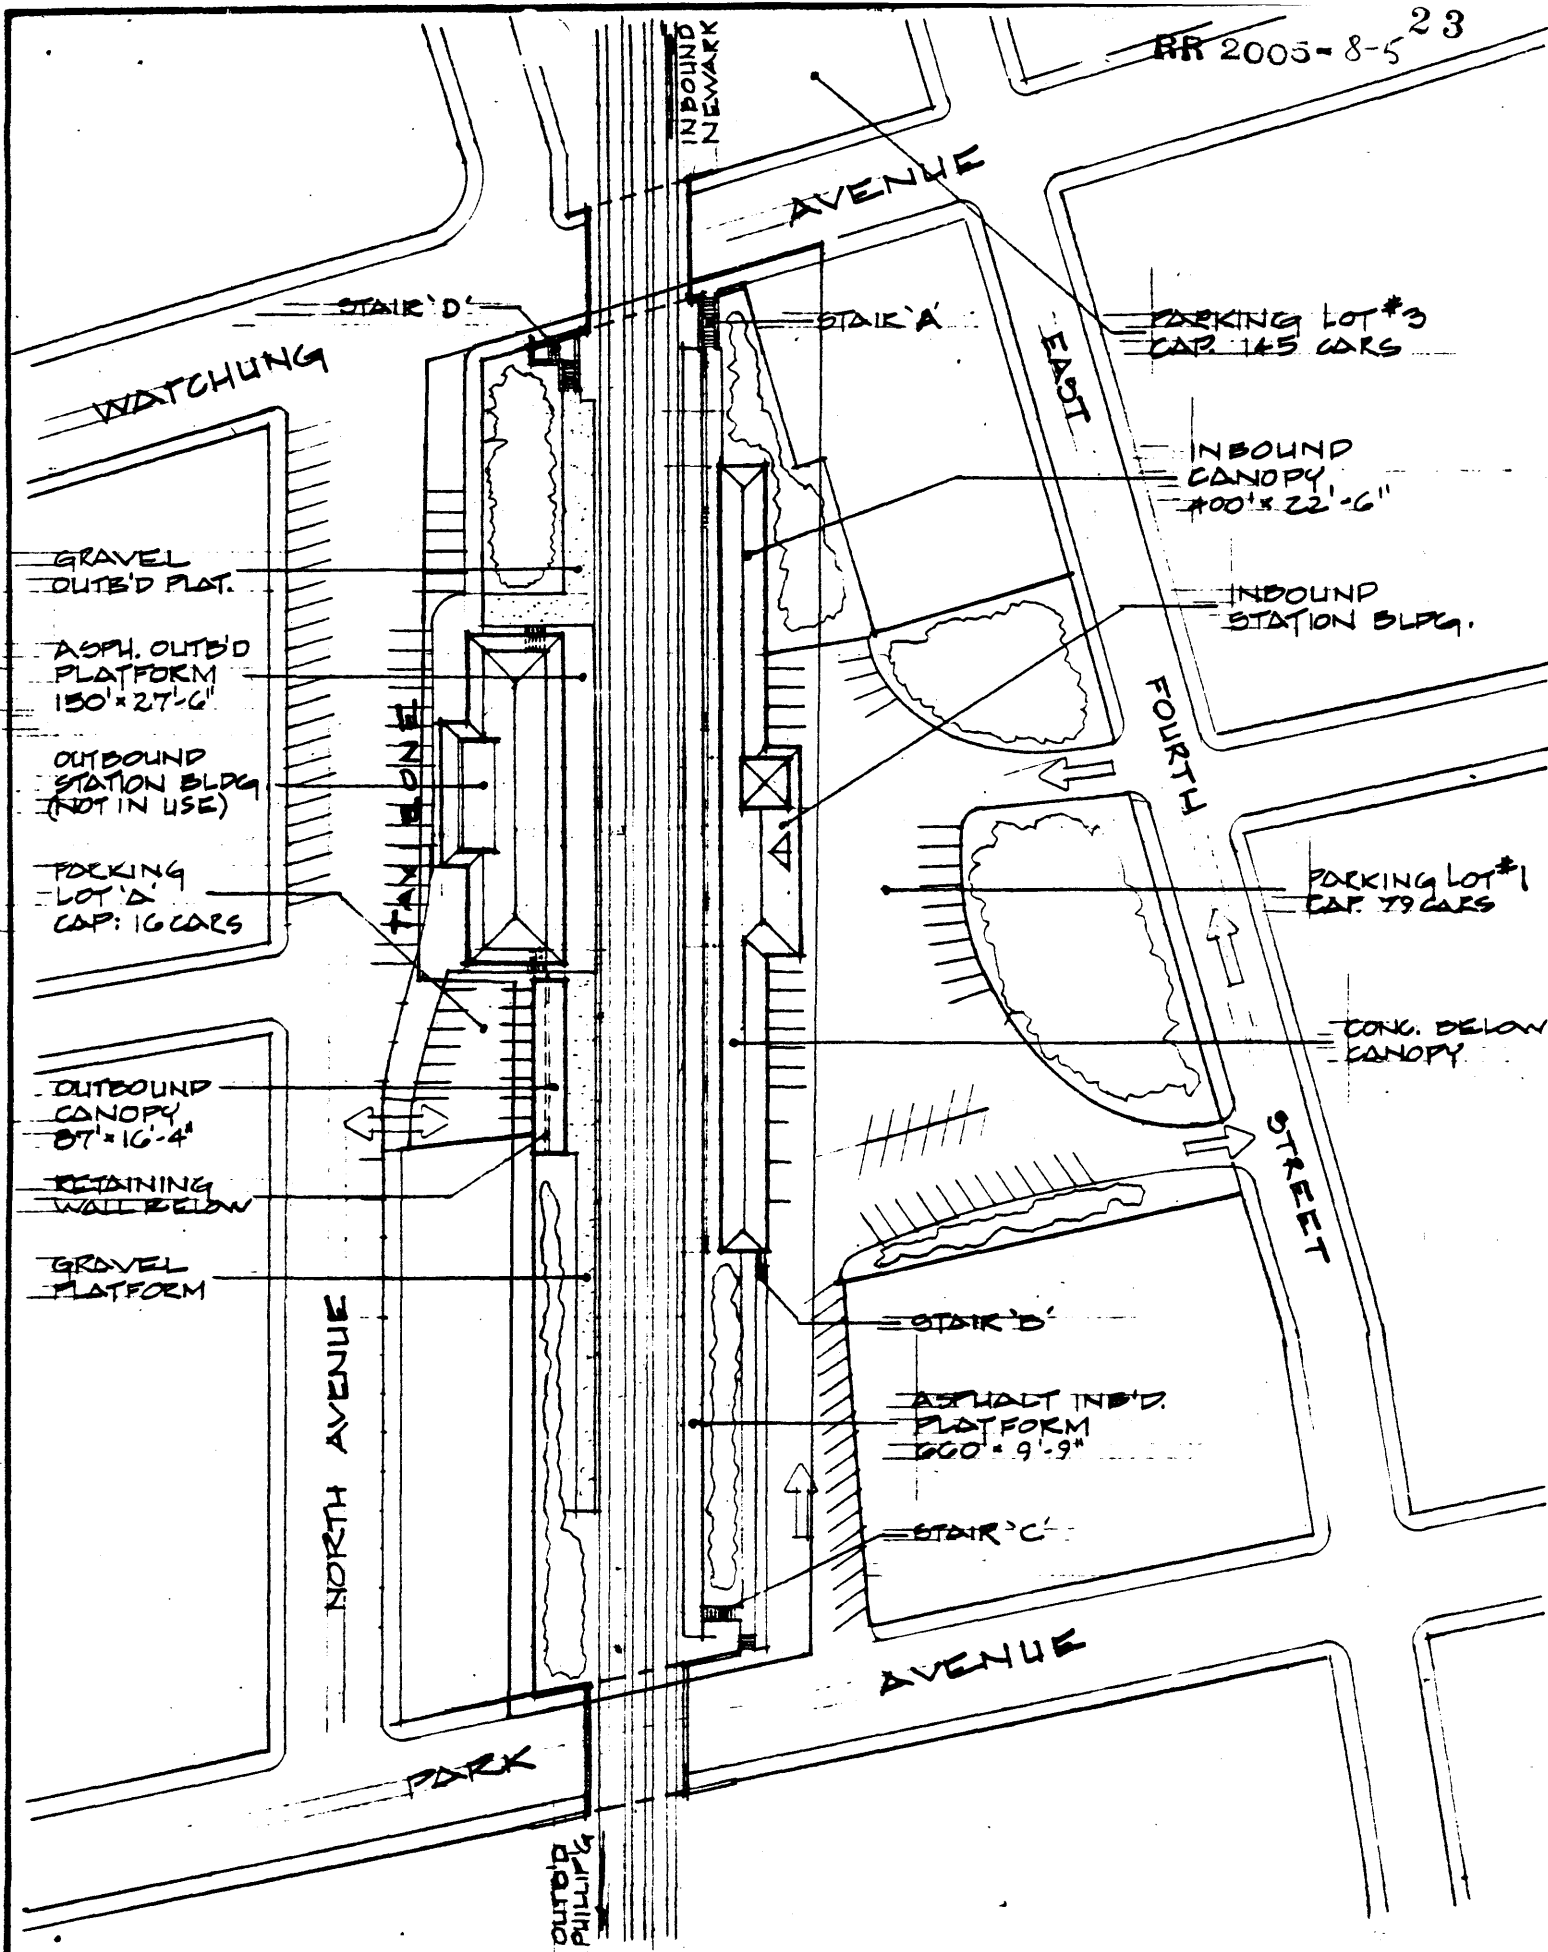 23
RR 2005-8-5
INBOUND
NEWARK
AVENUE
STAIR 'D'
STAIR 'A'
PARKING LOT #3
CAP. 145 CARS
WATCHUNG
EAST
INBOUND
CANOPY
400' x 22'-6"
GRAVEL
OUTB'D PLAT.
INBOUND
STATION BLDG.
ASPH. OUTB'D
PLATFORM
150' x 27'-6"
FOURTH
TAXI ZONE
OUTBOUND
STATION BLDG
(NOT IN USE)
PARKING
LOT 'A'
CAP: 16 CARS
PARKING LOT #1
CAP. 79 CARS
CONC. BELOW
CANOPY
OUTBOUND
CANOPY
87' x 16'-4"
STREET
RETAINING
WALL BELOW
GRAVEL
PLATFORM
STAIR 'B'
NORTH AVENUE
ASPHALT INB'D.
PLATFORM
660' x 9'-9"
STAIR 'C'
AVENUE
PARK
OUTB'D
PHILLIP'G